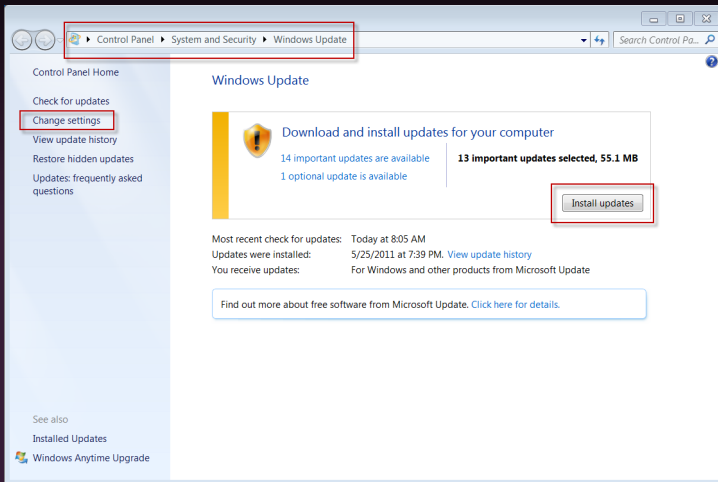 Control Panel ▸ System and Security ▸ Windows Update
Search Control Pa...
Control Panel Home
Check for updates
Change settings
View update history
Restore hidden updates
Updates: frequently asked
questions
See also
Installed Updates
Windows Anytime Upgrade
Windows Update
Download and install updates for your computer
14 important updates are available
1 optional update is available
13 important updates selected, 55.1 MB
Install updates
Most recent check for updates: Today at 8:05 AM
Updates were installed: 5/25/2011 at 7:39 PM. View update history
You receive updates: For Windows and other products from Microsoft Update
Find out more about free software from Microsoft Update. Click here for details.